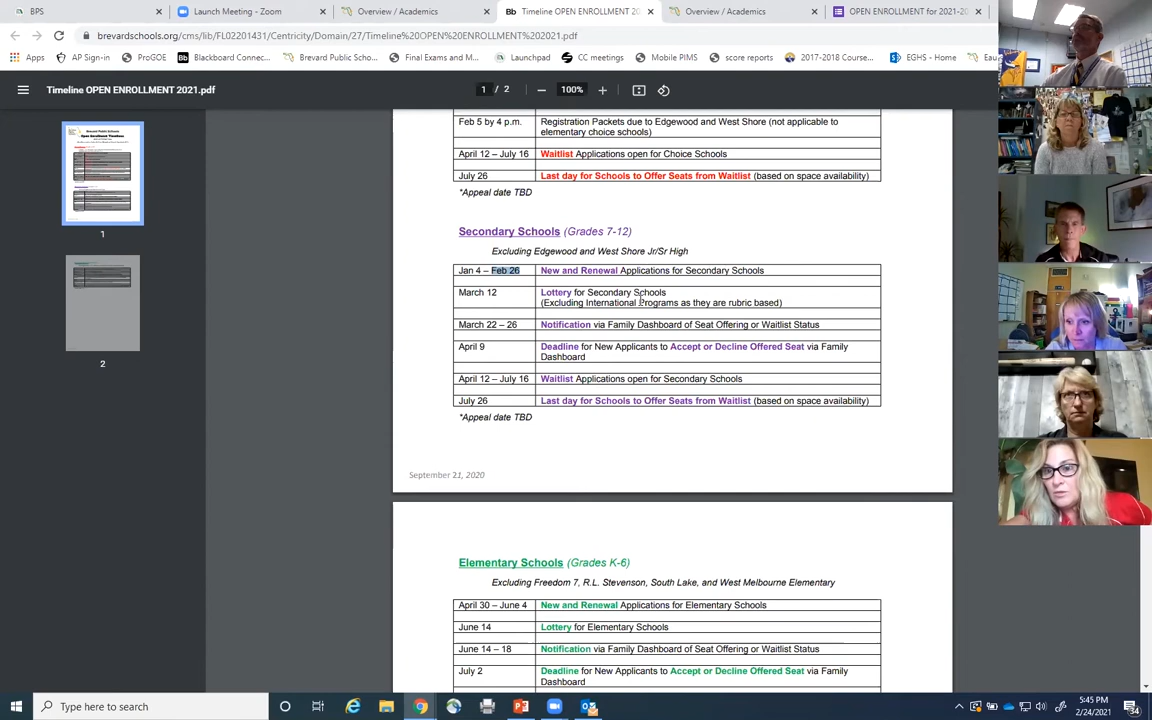 BPS
Launch Meeting - Zoom
Overview / Academics
Bb Timeline OPEN ENROLLMENT 20
Overview / Academics
OPEN ENROLLMENT for 2021-20
brevardschools.org/cms/lib/FL02201431/Centricity/Domain/27/Timeline%20OPEN%20ENROLLMENT%202021.pdf
Apps
AP Sign-in
ProGOE
Bb Blackboard Connec...
Brevard Public Scho...
Final Exams and M...
Launchpad
CC meetings
Mobile PIMS
score reports
2017-2018 Course...
EGHS - Home
Eau
Timeline OPEN ENROLLMENT 2021.pdf
1 / 2
100%
1
2
Feb 5 by 4 p.m. Registration Packets due to Edgewood and West Shore (not applicable to
elementary choice schools)
April 12 – July 16 Waitlist Applications open for Choice Schools
July 26 Last day for Schools to Offer Seats from Waitlist (based on space availability)
*Appeal date TBD
Secondary Schools (Grades 7-12)
Excluding Edgewood and West Shore Jr/Sr High
Jan 4 – Feb 26 New and Renewal Applications for Secondary Schools
March 12 Lottery for Secondary Schools
(Excluding International Programs as they are rubric based)
March 22 – 26 Notification via Family Dashboard of Seat Offering or Waitlist Status
April 9 Deadline for New Applicants to Accept or Decline Offered Seat via Family
Dashboard
April 12 – July 16 Waitlist Applications open for Secondary Schools
July 26 Last day for Schools to Offer Seats from Waitlist (based on space availability)
*Appeal date TBD
September 21, 2020
Elementary Schools (Grades K-6)
Excluding Freedom 7, R.L. Stevenson, South Lake, and West Melbourne Elementary
April 30 – June 4 New and Renewal Applications for Elementary Schools
June 14 Lottery for Elementary Schools
June 14 – 18 Notification via Family Dashboard of Seat Offering or Waitlist Status
July 2 Deadline for New Applicants to Accept or Decline Offered Seat via Family
Dashboard
Type here to search
5:45 PM
2/24/2021
34